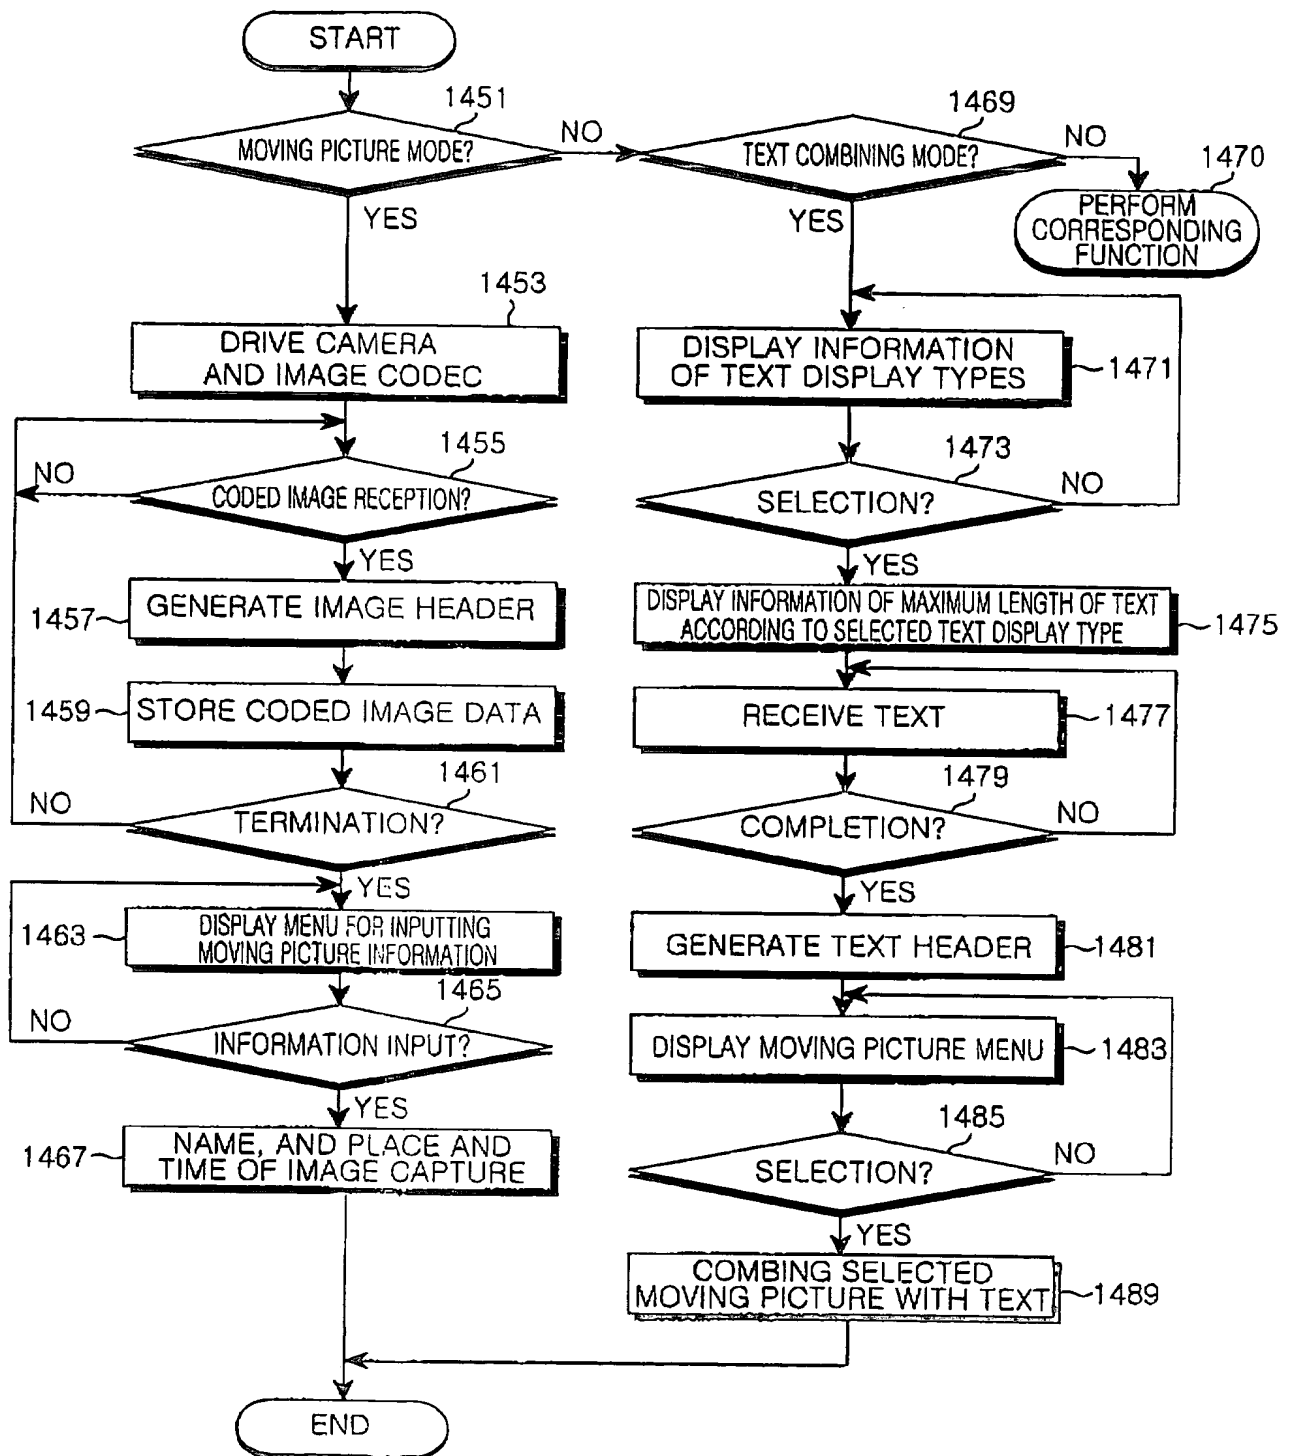 START
1451
MOVING PICTURE MODE?
NO
YES
1469
TEXT COMBINING MODE?
NO
YES
1470
PERFORM
CORRESPONDING
FUNCTION
1453
DRIVE CAMERA
AND IMAGE CODEC
1455
CODED IMAGE RECEPTION?
NO
YES
1457
GENERATE IMAGE HEADER
1459
STORE CODED IMAGE DATA
1461
TERMINATION?
NO
YES
1463
DISPLAY MENU FOR INPUTTING
MOVING PICTURE INFORMATION
1465
INFORMATION INPUT?
NO
YES
1467
NAME, AND PLACE AND
TIME OF IMAGE CAPTURE
DISPLAY INFORMATION
OF TEXT DISPLAY TYPES
1471
1473
SELECTION?
NO
YES
DISPLAY INFORMATION OF MAXIMUM LENGTH OF TEXT
ACCORDING TO SELECTED TEXT DISPLAY TYPE
1475
RECEIVE TEXT
1477
1479
COMPLETION?
NO
YES
GENERATE TEXT HEADER
1481
DISPLAY MOVING PICTURE MENU
1483
1485
SELECTION?
NO
YES
COMBING SELECTED
MOVING PICTURE WITH TEXT
1489
END